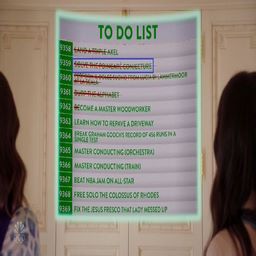 TO DO LIST
9358 LAND A TRIPLE AXEL
9359 SOLVE THE POINCARÉ CONJECTURE
9360 LAMMERMOOR
9361 BURP THE ALPHABET
9362 BECOME A MASTER WOODWORKER
9363 LEARN HOW TO REPAVE A DRIVEWAY
9364 BREAK GRAHAM GOOCH'S RECORD OF 456 RUNS IN A
SINGLE TEST
9365 MASTER CONDUCTING (ORCHESTRA)
9366 MASTER CONDUCTING (TRAIN)
9367 BEAT NBA JAM ON ALL-STAR
9368 FREE SOLO THE COLOSSUS OF RHODES
9369 FIX THE JESUS FRESCO THAT LADY MESSED UP